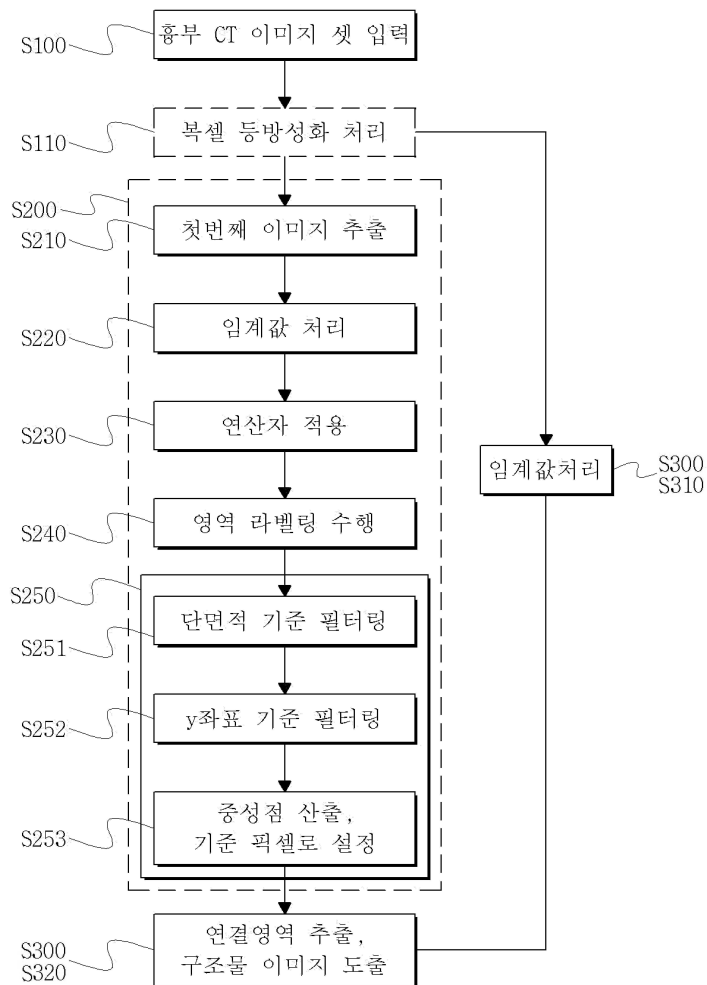 S100
흉부 CT 이미지 셋 입력
S110
복셀 등방성화 처리
S200
S210
첫번째 이미지 추출
S220
임계값 처리
S230
연산자 적용
S240
영역 라벨링 수행
S250
S251
단면적 기준 필터링
S252
y좌표 기준 필터링
S253
중성점 산출,
기준 픽셀로 설정
임계값처리
S300
S310
S300
S320
연결영역 추출,
구조물 이미지 도출